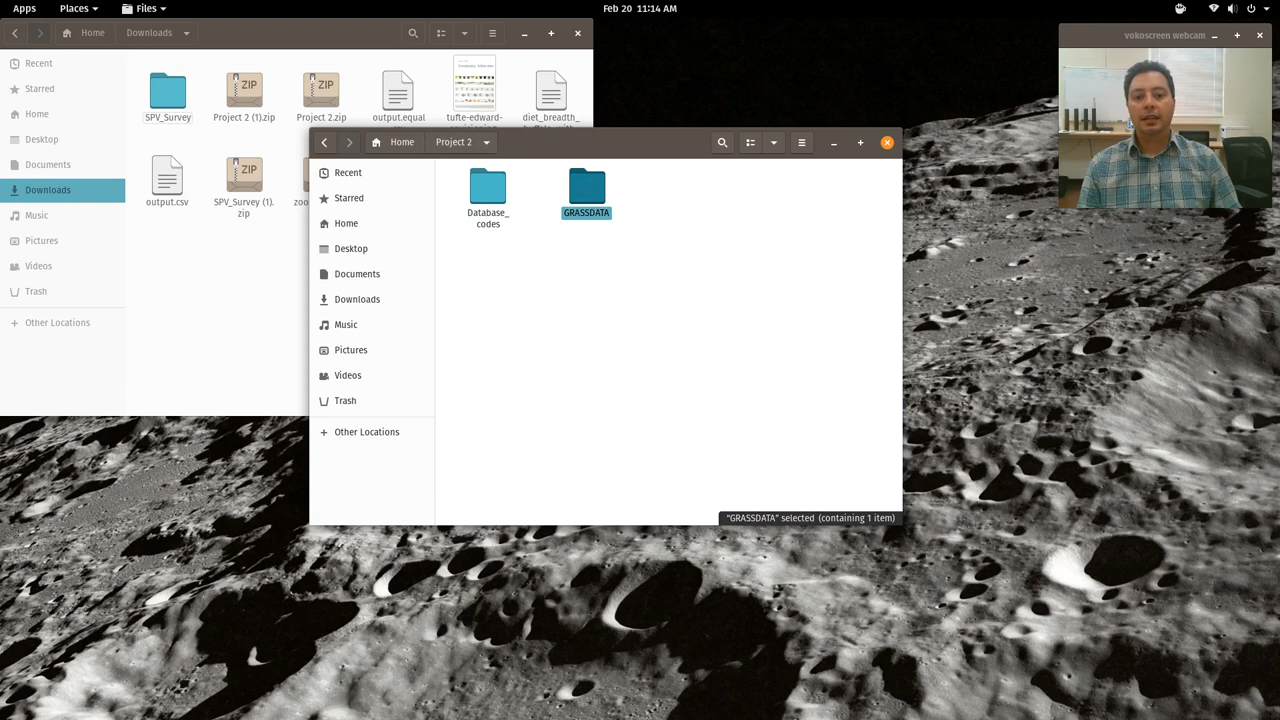 Apps Places Files Feb 20 11:14 AM
Home Downloads
vokoscreen webcam
Recent
Starred
Home
Desktop
Documents
Downloads
Music
Pictures
Videos
Trash
Other Locations
SPV_Survey
ZIP
Project 2 (1).zip
ZIP
Project 2.zip
output.equal
tufte-edward-
diet_breadth_
output.csv
ZIP
SPV_Survey (1).
zip
Home Project 2
Recent
Starred
Home
Desktop
Documents
Downloads
Music
Pictures
Videos
Trash
Other Locations
Database_
codes
GRASSDATA
"GRASSDATA" selected (containing 1 item)